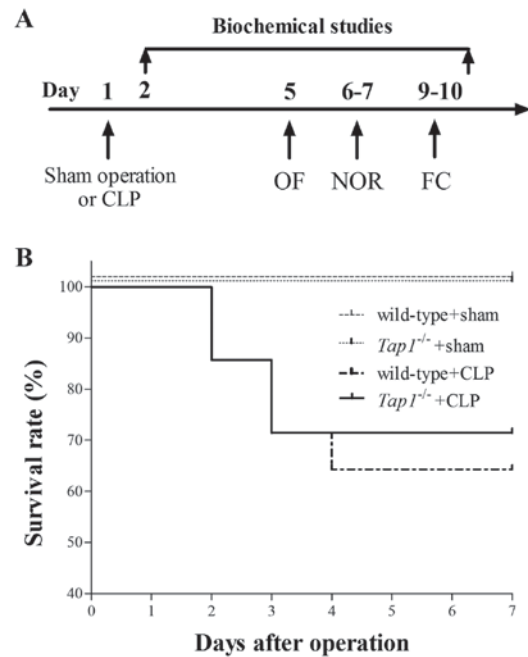 A
Biochemical studies
Day 1 2 5 6-7 9-10
Sham operation
or CLP
OF NOR FC
B
Survival rate (%)
100
90
80
70
60
50
40
wild-type+sham
Tap1-/-+sham
wild-type+CLP
Tap1-/-+CLP
0 1 2 3 4 5 6 7
Days after operation